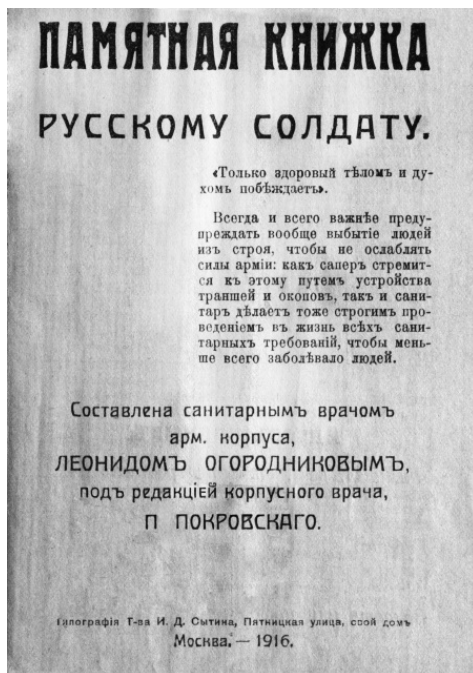 ПАМЯТНАЯ КНИЖКА
РУССКОМУ СОЛДАТУ.
«Только здоровый тѣломъ и ду-
хомъ побѣждаетъ».
Всегда и всего важнѣе преду-
преждать вообще выбытіе людей
изъ строя, чтобы не ослаблять
силы арміи: какъ саперъ стремит-
ся къ этому путемъ устройства
траншей и окоповъ, такъ и сани-
таръ дѣлаетъ тоже строгимъ про-
веденіемъ въ жизнь всѣхъ сани-
тарныхъ требованій, чтобы мень-
ше всего заболѣвало людей.
Составлена санитарнымъ врачомъ
арм. корпуса,
ЛЕОНИДОМЪ ОГОРОДНИКОВЫМЪ,
подъ редакціей корпусного врача,
П ПОКРОВСКАГО.
Типографія Т-ва И. Д. Сытина, Пятницкая улица, свой домъ
Москва. — 1916.